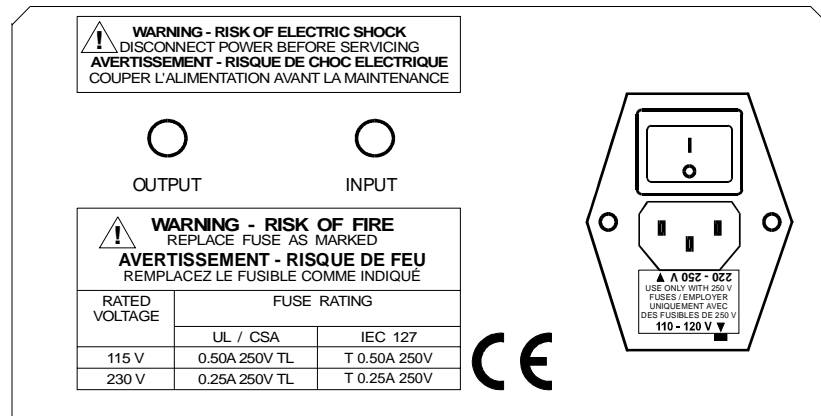 WARNING - RISK OF ELECTRIC SHOCK
DISCONNECT POWER BEFORE SERVICING
AVERTISSEMENT - RISQUE DE CHOC ELECTRIQUE
COUPER L'ALIMENTATION AVANT LA MAINTENANCE
OUTPUT
INPUT
WARNING - RISK OF FIRE
REPLACE FUSE AS MARKED
AVERTISSEMENT - RISQUE DE FEU
REMPLACEZ LE FUSIBLE COMME INDIQUÉ
RATED VOLTAGE
FUSE RATING
UL / CSA
IEC 127
115 V 0.50A 250V TL T 0.50A 250V
230 V 0.25A 250V TL T 0.25A 250V
CE
220 - 250 V ▲
USE ONLY WITH 250 V
FUSES / EMPLOYER
UNIQUEMENT AVEC
DES FUSIBLES DE 250 V
110 - 120 V ▼